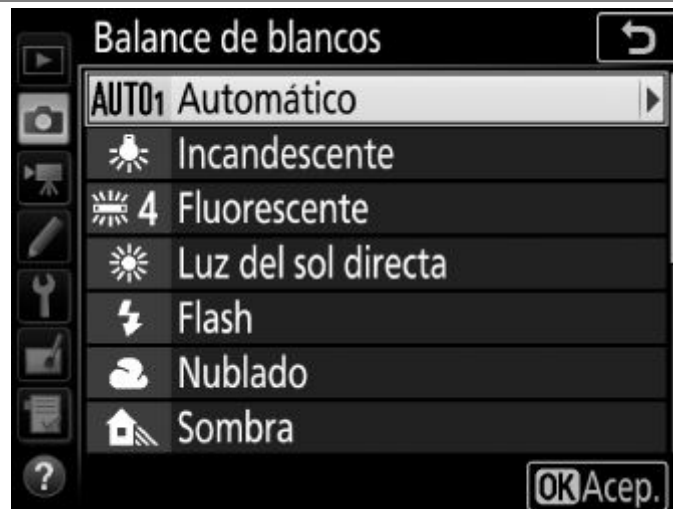 Balance de blancos
AUTO1 Automático
Incandescente
4 Fluorescente
Luz del sol directa
Flash
Nublado
Sombra
? OK Acep.